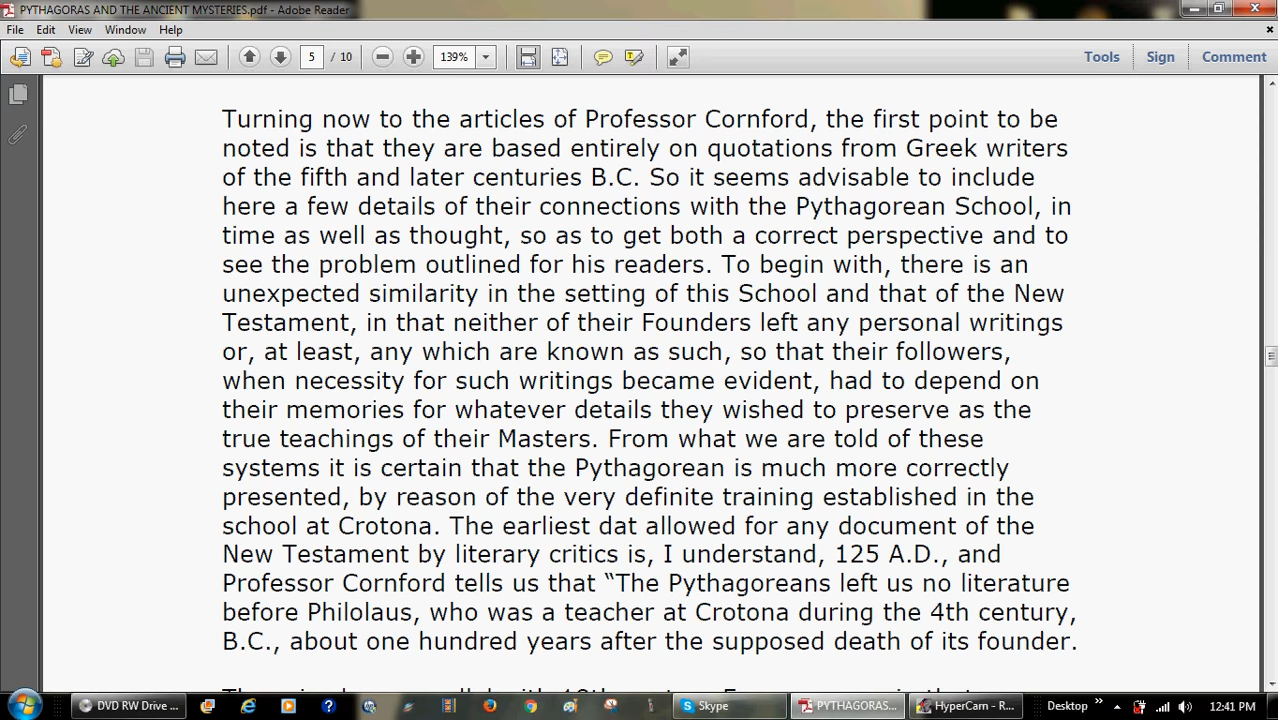 PYTHAGORAS AND THE ANCIENT MYSTERIES.pdf - Adobe Reader
File Edit View Window Help
5 / 10 139% Tools Sign Comment
Turning now to the articles of Professor Cornford, the first point to be
noted is that they are based entirely on quotations from Greek writers
of the fifth and later centuries B.C. So it seems advisable to include
here a few details of their connections with the Pythagorean School, in
time as well as thought, so as to get both a correct perspective and to
see the problem outlined for his readers. To begin with, there is an
unexpected similarity in the setting of this School and that of the New
Testament, in that neither of their Founders left any personal writings
or, at least, any which are known as such, so that their followers,
when necessity for such writings became evident, had to depend on
their memories for whatever details they wished to preserve as the
true teachings of their Masters. From what we are told of these
systems it is certain that the Pythagorean is much more correctly
presented, by reason of the very definite training established in the
school at Crotona. The earliest dat allowed for any document of the
New Testament by literary critics is, I understand, 125 A.D., and
Professor Cornford tells us that “The Pythagoreans left us no literature
before Philolaus, who was a teacher at Crotona during the 4th century,
B.C., about one hundred years after the supposed death of its founder.
DVD RW Drive ... Skype PYTHAGORAS... HyperCam - R... Desktop 12:41 PM